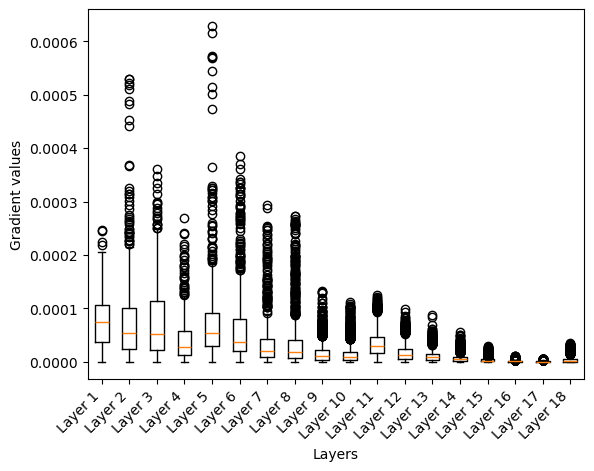 0.0006
0.0005
0.0004
0.0003
0.0002
0.0001
0.0000
Gradient values
Layer 1
Layer 2
Layer 3
Layer 4
Layer 5
Layer 6
Layer 7
Layer 8
Layer 9
Layer 10
Layer 11
Layer 12
Layer 13
Layer 14
Layer 15
Layer 16
Layer 17
Layer 18
Layers